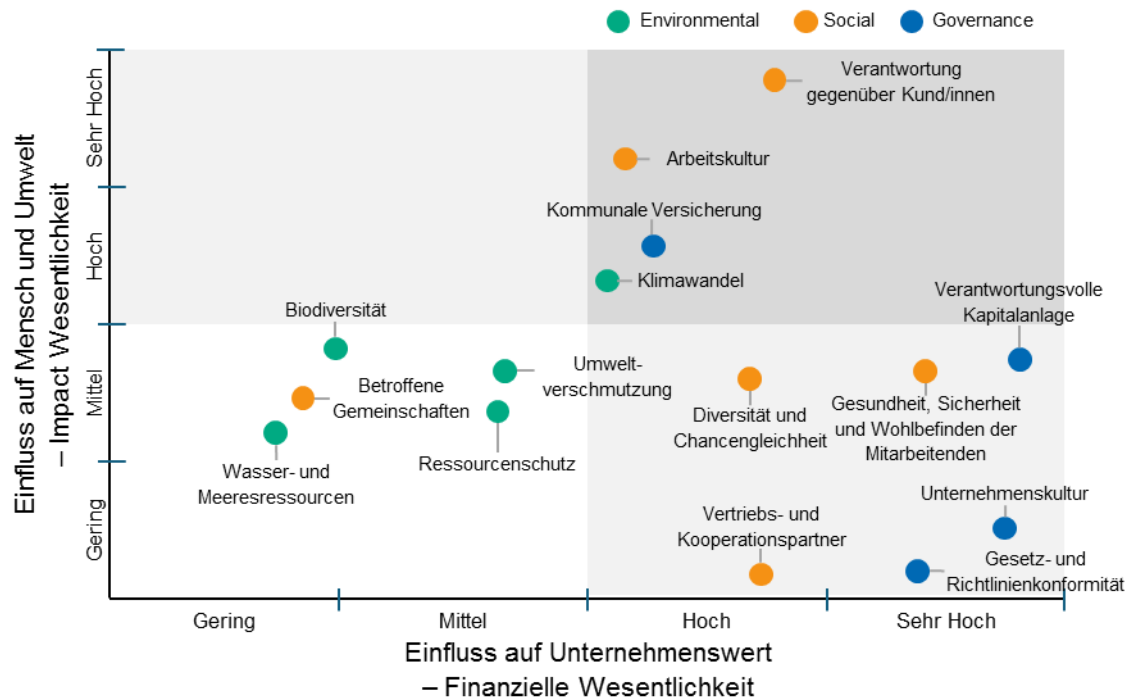 Environmental
Social
Governance
Verantwortung
gegenüber Kund/innen
Arbeitskultur
Kommunale Versicherung
Klimawandel
Verantwortungsvolle
Kapitalanlage
Biodiversität
Umwelt-
verschmutzung
Betroffene
Gemeinschaften
Diversität und
Chancengleichheit
Gesundheit, Sicherheit
und Wohlbefinden der
Mitarbeitenden
Ressourcenschutz
Wasser- und
Meeresressourcen
Unternehmenskultur
Vertriebs- und
Kooperationspartner
Gesetz- und
Richtlinienkonformität
Einfluss auf Mensch und Umwelt
– Impact Wesentlichkeit
Sehr Hoch
Hoch
Mittel
Gering
Gering
Mittel
Hoch
Sehr Hoch
Einfluss auf Unternehmenswert
– Finanzielle Wesentlichkeit